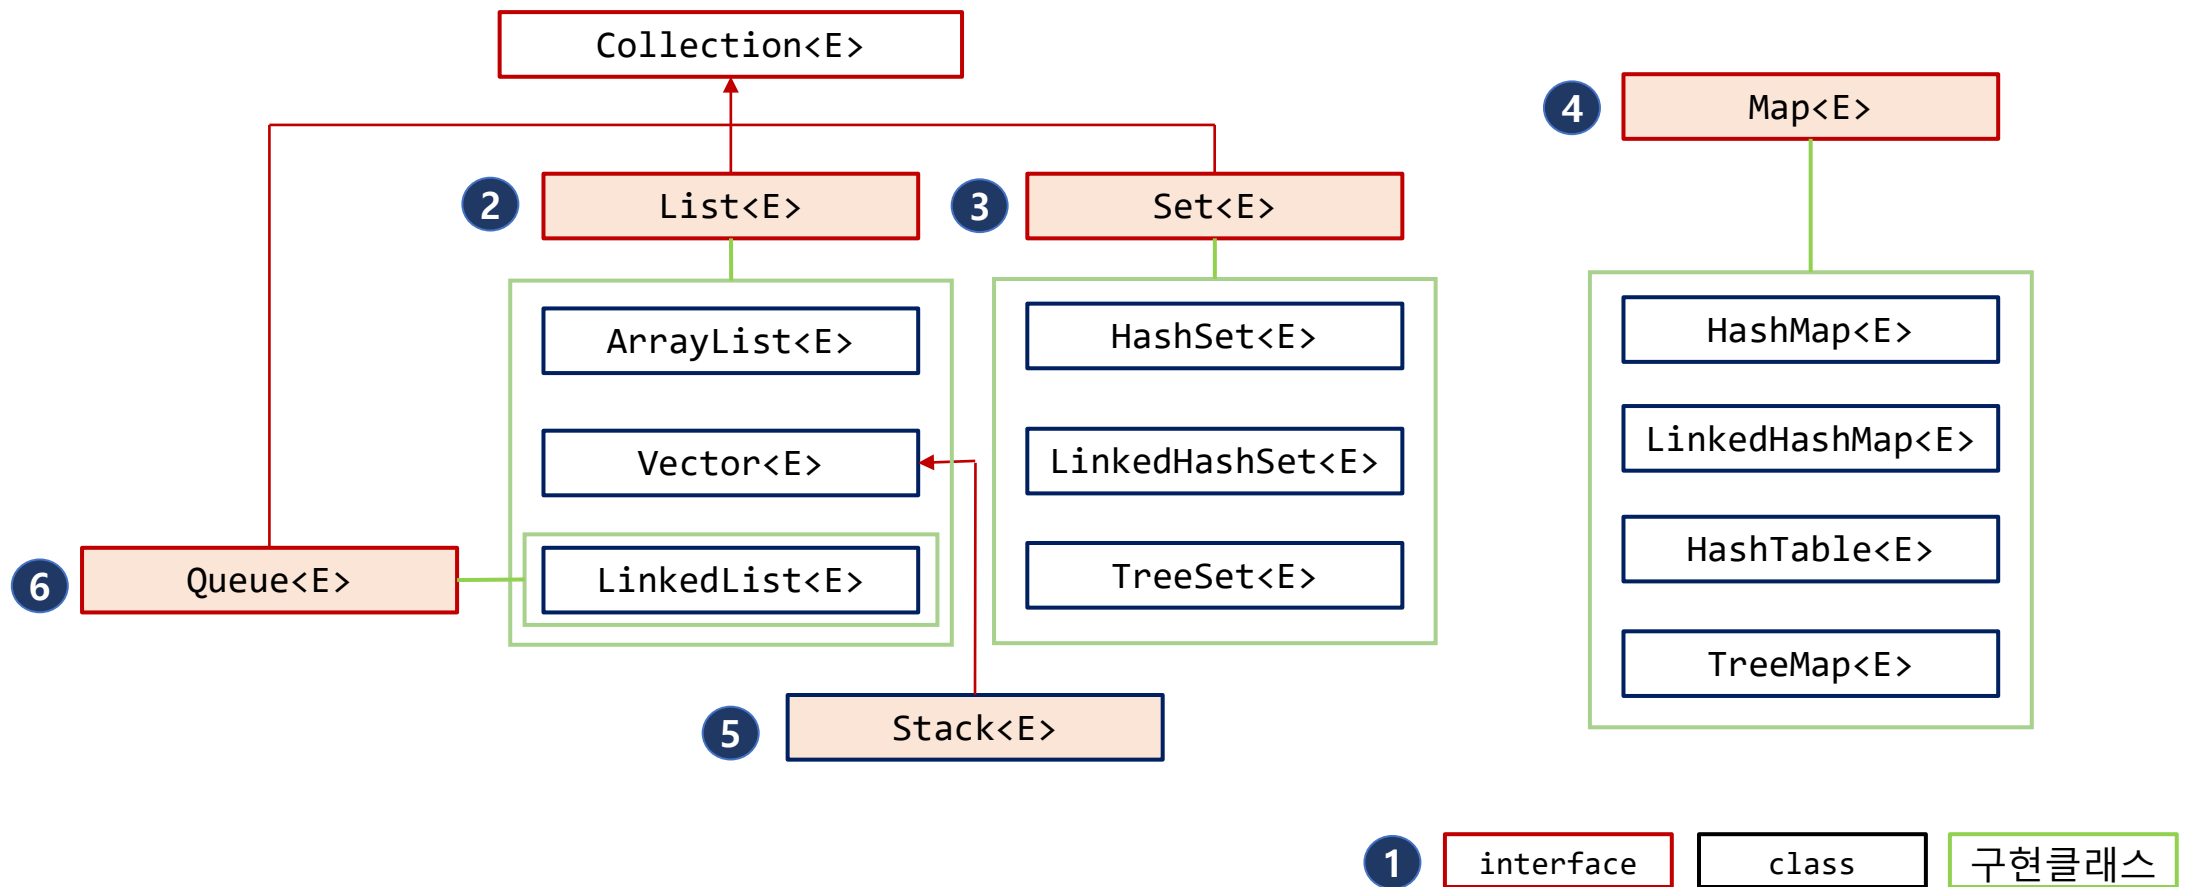 Collection<E>
4
Map<E>
2
List<E>
3
Set<E>
ArrayList<E>
Vector<E>
LinkedList<E>
HashSet<E>
LinkedHashSet<E>
TreeSet<E>
HashMap<E>
LinkedHashMap<E>
HashTable<E>
TreeMap<E>
6
Queue<E>
5
Stack<E>
1
interface
class
구현클래스